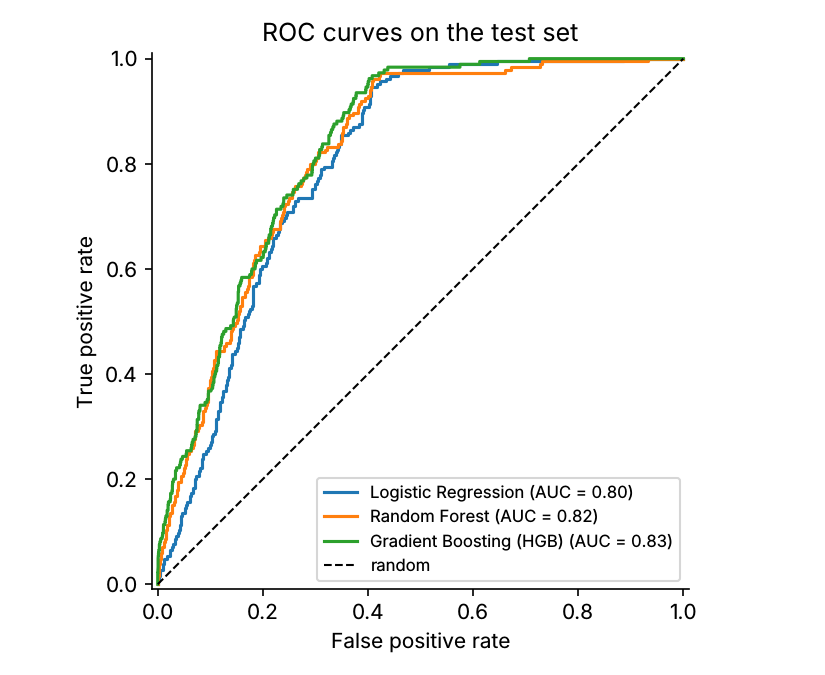 ROC curves on the test set
1.0
0.8
0.6
0.4
0.2
0.0
True positive rate
Logistic Regression (AUC = 0.80)
Random Forest (AUC = 0.82)
Gradient Boosting (HGB) (AUC = 0.83)
random
0.0 0.2 0.4 0.6 0.8 1.0
False positive rate